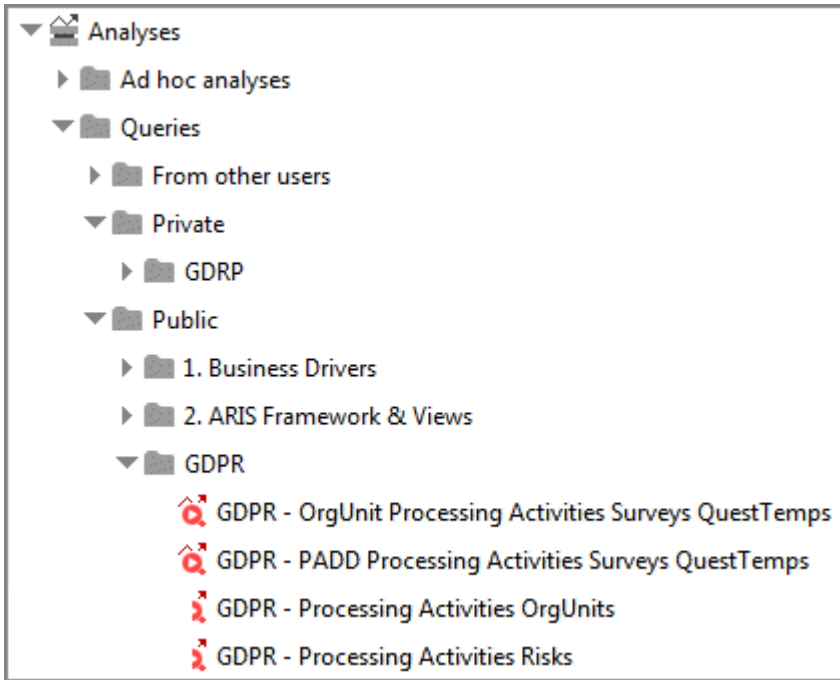 Analyses
Ad hoc analyses
Queries
From other users
Private
GDRP
Public
1. Business Drivers
2. ARIS Framework & Views
GDPR
GDPR - OrgUnit Processing Activities Surveys QuestTemps
GDPR - PADD Processing Activities Surveys QuestTemps
GDPR - Processing Activities OrgUnits
GDPR - Processing Activities Risks